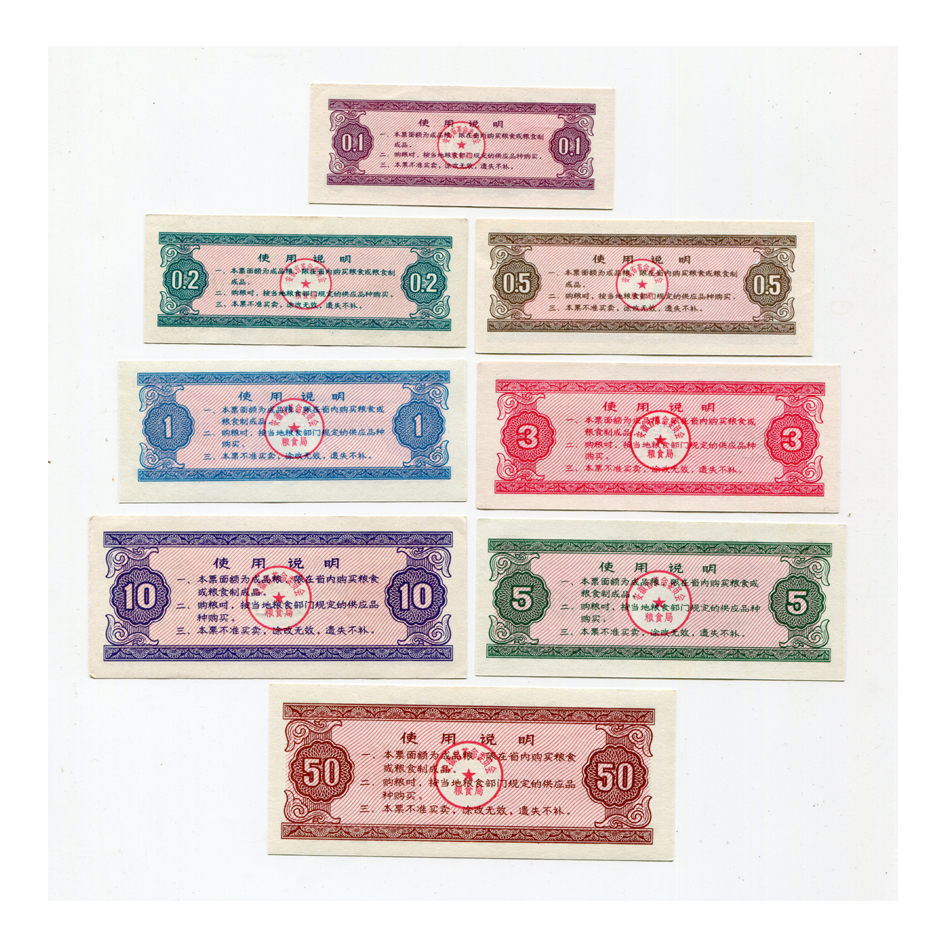 使用说明
一、本票面额为成品粮，限在省内购买粮食或粮食制
成品。
二、购粮时，按当地粮食部门规定的供应品种购买。
三、本票不准买卖，涂改无效，遗失不补。
0.1
0.1
使用说明
一、本票面额为成品粮，限在省内购买粮食或粮食制
成品。
二、购粮时，按当地粮食部门规定的供应品种购买。
三、本票不准买卖，涂改无效，遗失不补。
0.2
0.2
使用说明
一、本票面额为成品粮，限在省内购买粮食或粮食制
成品。
二、购粮时，按当地粮食部门规定的供应品种购买。
三、本票不准买卖，涂改无效，遗失不补。
0.5
0.5
使用说明
一、本票面额为成品粮，限在省内购买粮食或
粮食制成品。
二、购粮时，按当地粮食部门规定的供应品种
购买。
三、本票不准买卖，涂改无效，遗失不补。
1
1
粮食局
使用说明
一、本票面额为成品粮，限在省内购买粮食或
粮食制成品。
二、购粮时，按当地粮食部门规定的供应品种
购买。
三、本票不准买卖，涂改无效，遗失不补。
3
3
粮食局
使用说明
一、本票面额为成品粮，限在省内购买粮食
或粮食制成品。
二、购粮时，按当地粮食部门规定的供应品
种购买。
三、本票不准买卖，涂改无效，遗失不补。
10
10
粮食局
使用说明
一、本票面额为成品粮，限在省内购买粮食或
粮食制成品。
二、购粮时，按当地粮食部门规定的供应品种
购买。
三、本票不准买卖，涂改无效，遗失不补。
5
5
粮食局
使用说明
一、本票面额为成品粮，限在省内购买粮食
或粮食制成品。
二、购粮时，按当地粮食部门规定的供应品
种购买。
三、本票不准买卖，涂改无效，遗失不补。
50
50
粮食局